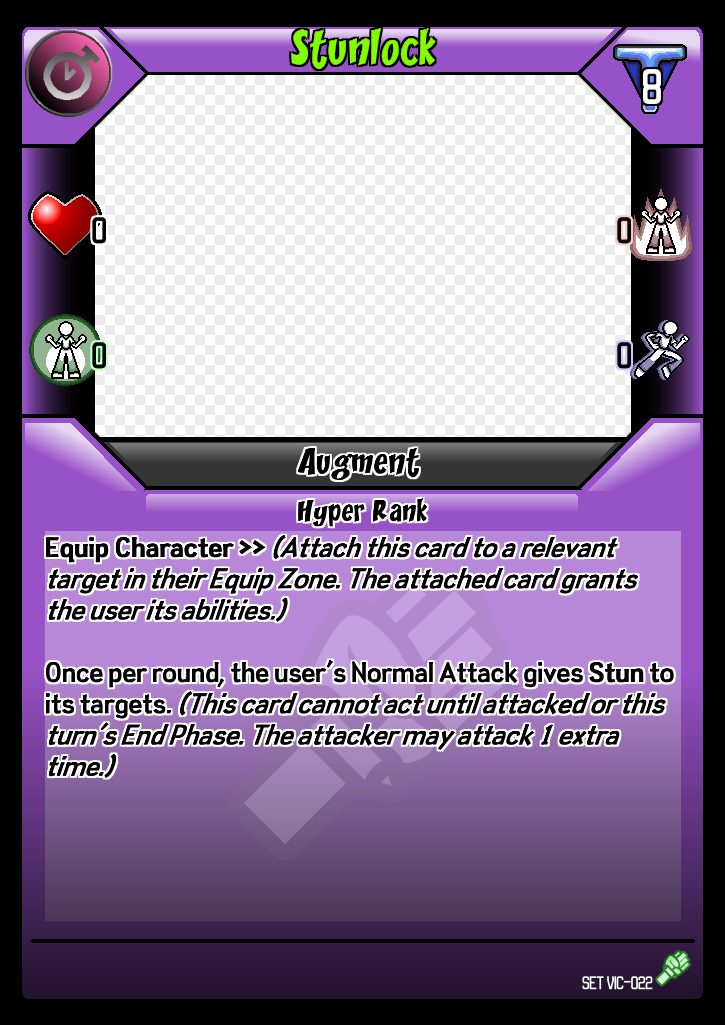 Stunlock
8
0
0
0
0
Augment
Hyper Rank
Equip Character >> (Attach this card to a relevant
target in their Equip Zone. The attached card grants
the user its abilities.)
Once per round, the user's Normal Attack gives Stun to
its targets. (This card cannot act until attacked or this
turn's End Phase. The attacker may attack 1 extra
time.)
SET VIC-022